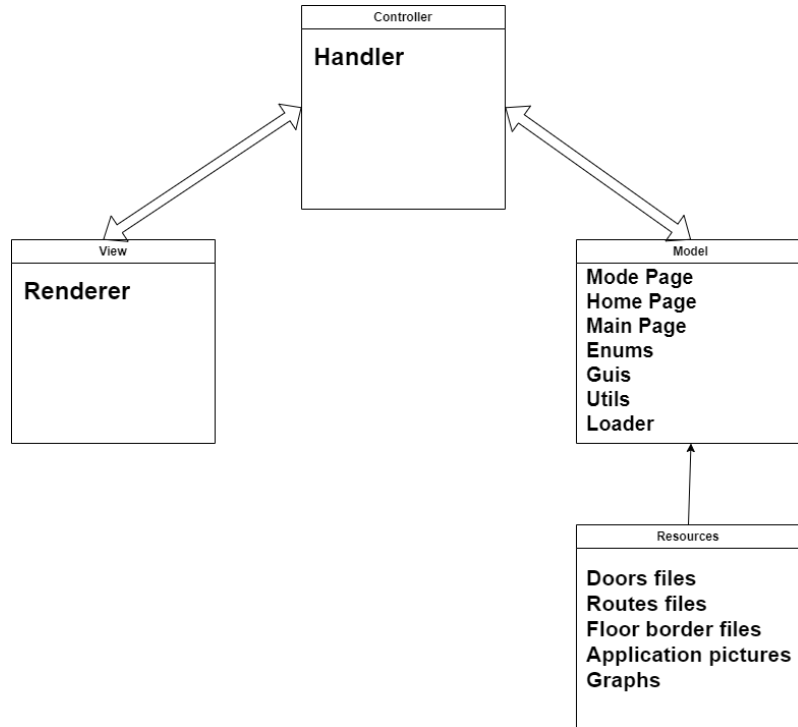 Controller
Handler
View
Renderer
Model
Mode Page
Home Page
Main Page
Enums
Guis
Utils
Loader
Resources
Doors files
Routes files
Floor border files
Application pictures
Graphs